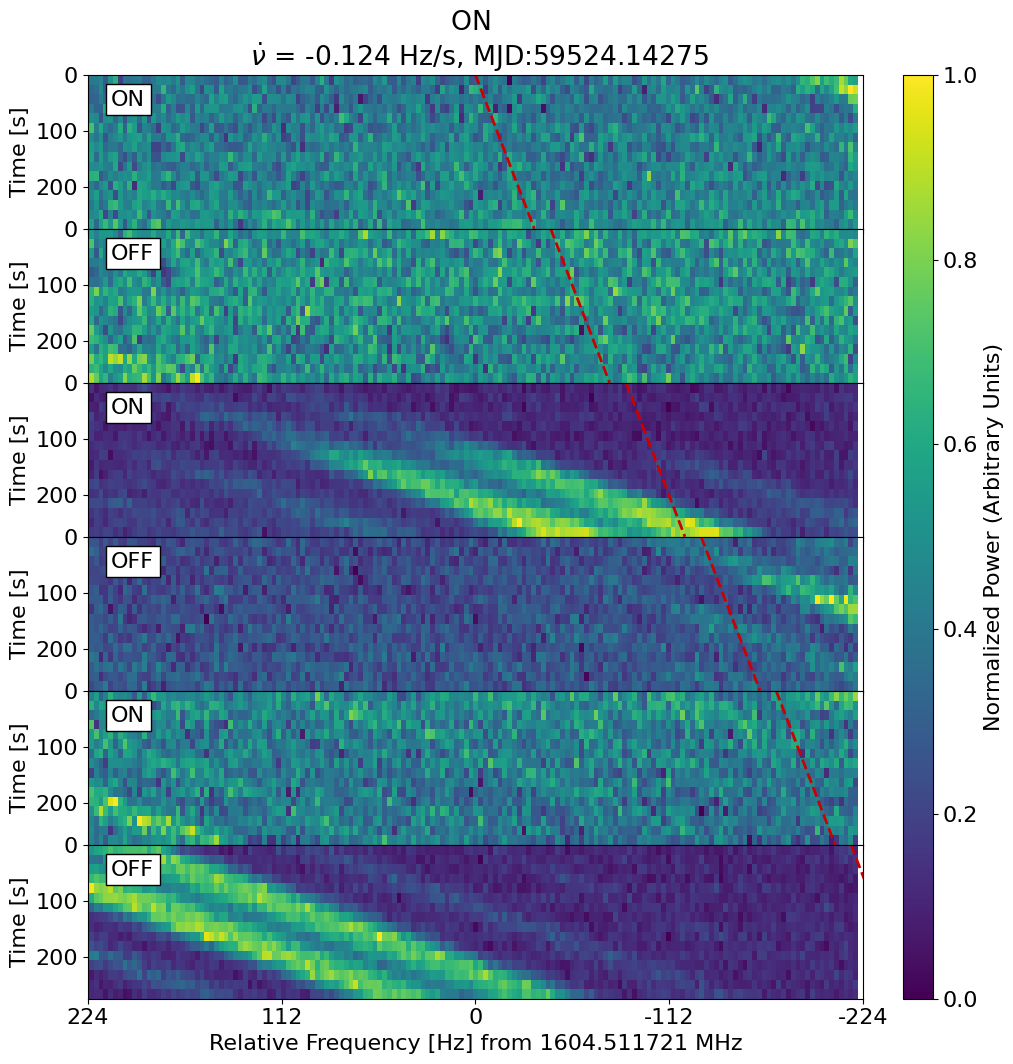 ON
ν̇ = -0.124 Hz/s, MJD:59524.14275
0
100
200
Time [s]
ON
0
100
200
Time [s]
OFF
0
100
200
Time [s]
ON
0
100
200
Time [s]
OFF
0
100
200
Time [s]
ON
0
100
200
Time [s]
OFF
224
112
0
-112
-224
Relative Frequency [Hz] from 1604.511721 MHz
1.0
0.8
0.6
0.4
0.2
0.0
Normalized Power (Arbitrary Units)